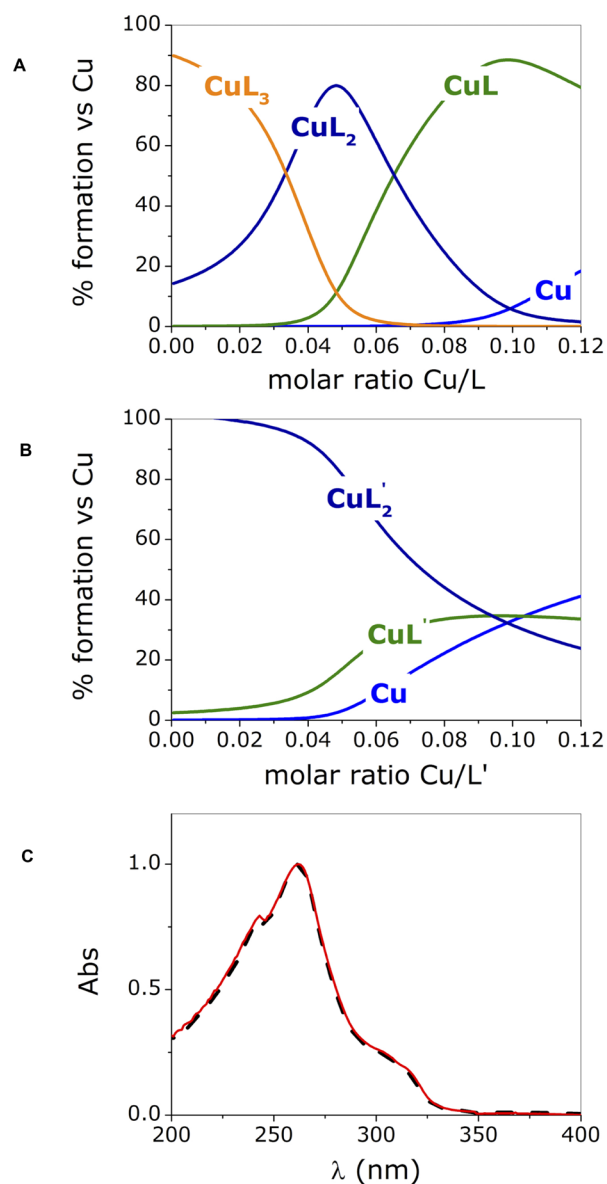 A
100
80
60
40
20
0
% formation vs Cu
CuL3
CuL2
CuL
Cu
0.00 0.02 0.04 0.06 0.08 0.10 0.12
molar ratio Cu/L
B
100
80
60
40
20
0
% formation vs Cu
CuL2'
CuL'
Cu
0.00 0.02 0.04 0.06 0.08 0.10 0.12
molar ratio Cu/L'
C
1.0
0.5
0.0
Abs
200 250 300 350 400
λ (nm)